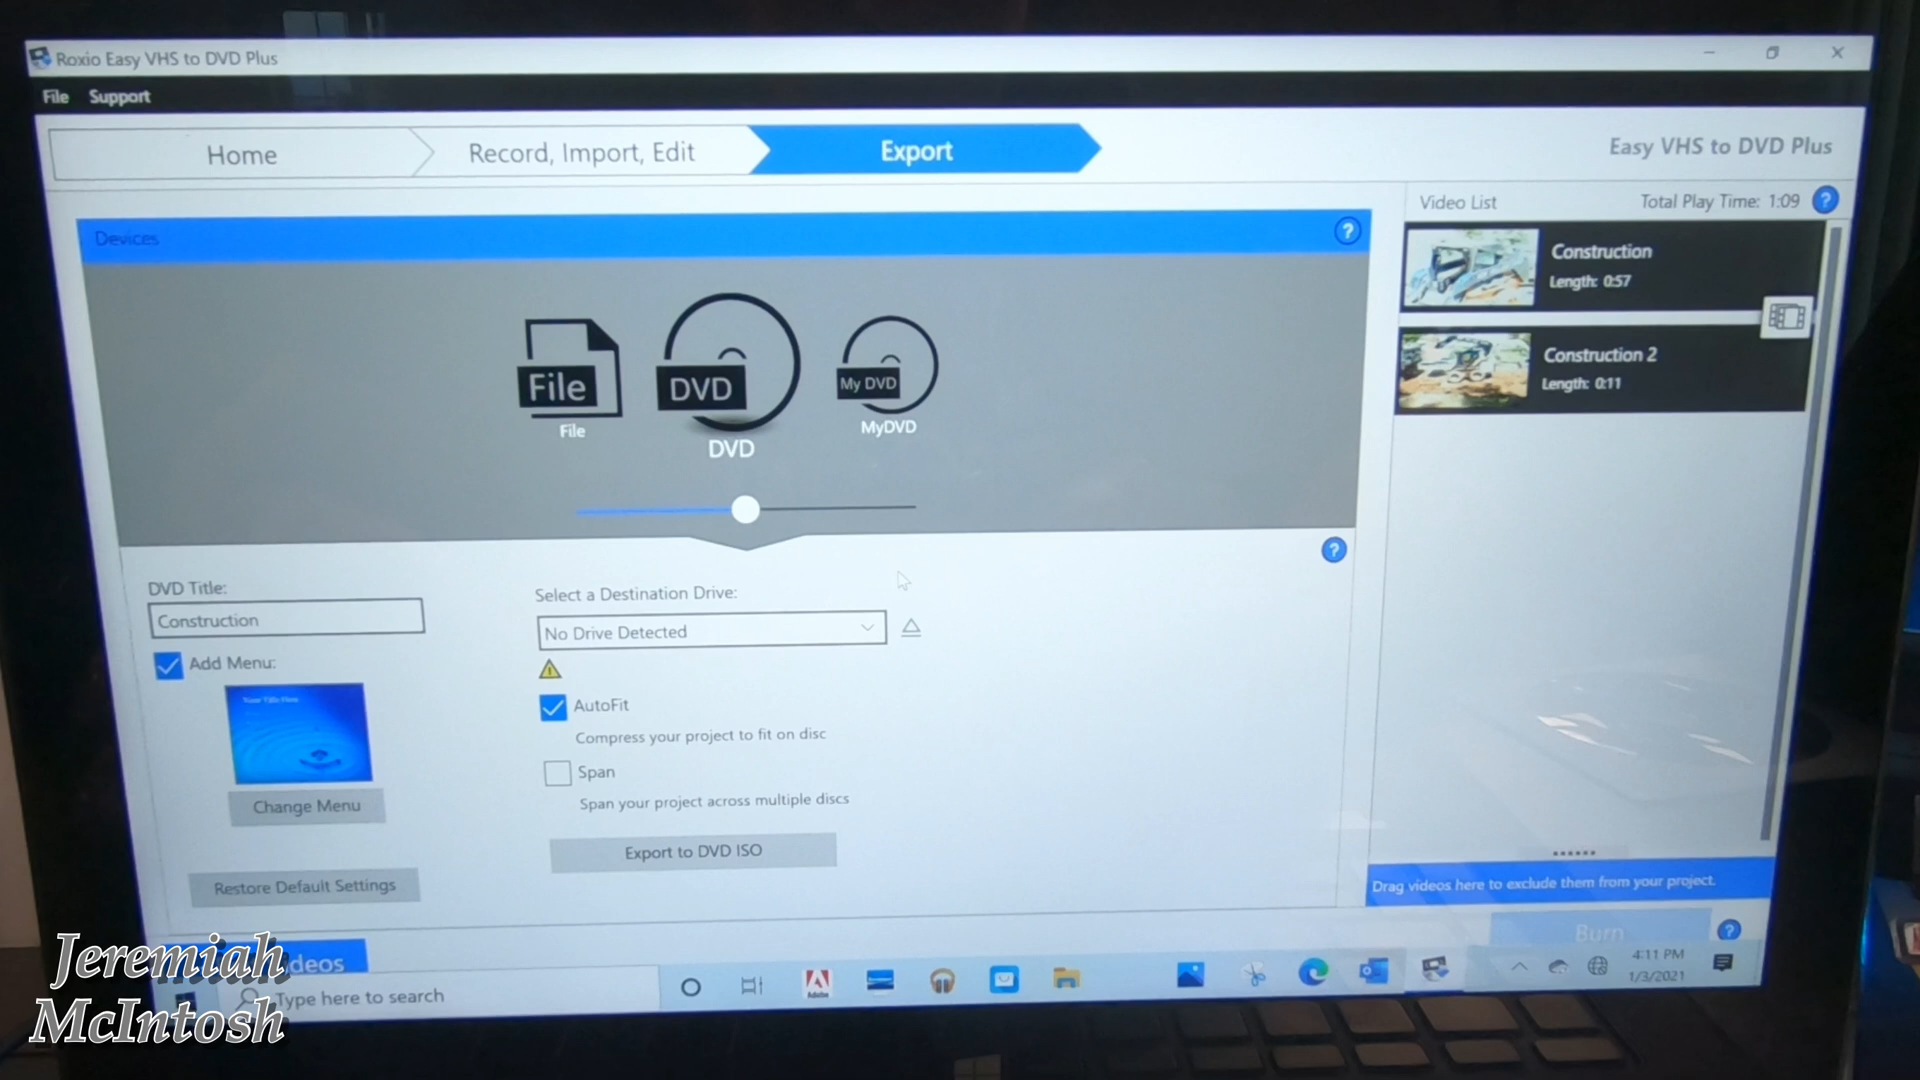 Roxio Easy VHS to DVD Plus
File Support
Home
Record, Import, Edit
Export
Easy VHS to DVD Plus
Video List
Total Play Time: 1:09
?
Devices
?
Construction
Length: 0:57
Construction 2
Length: 0:11
File
DVD
My DVD
File
DVD
MyDVD
?
DVD Title:
Construction
Add Menu:
Your Title Here
Change Menu
Restore Default Settings
Select a Destination Drive:
No Drive Detected
AutoFit
Compress your project to fit on disc
Span
Span your project across multiple discs
Export to DVD ISO
Drag videos here to exclude them from your project.
Burn
?
deos
Type here to search
Adobe
4:11 PM
1/3/2021
Jeremiah
McIntosh